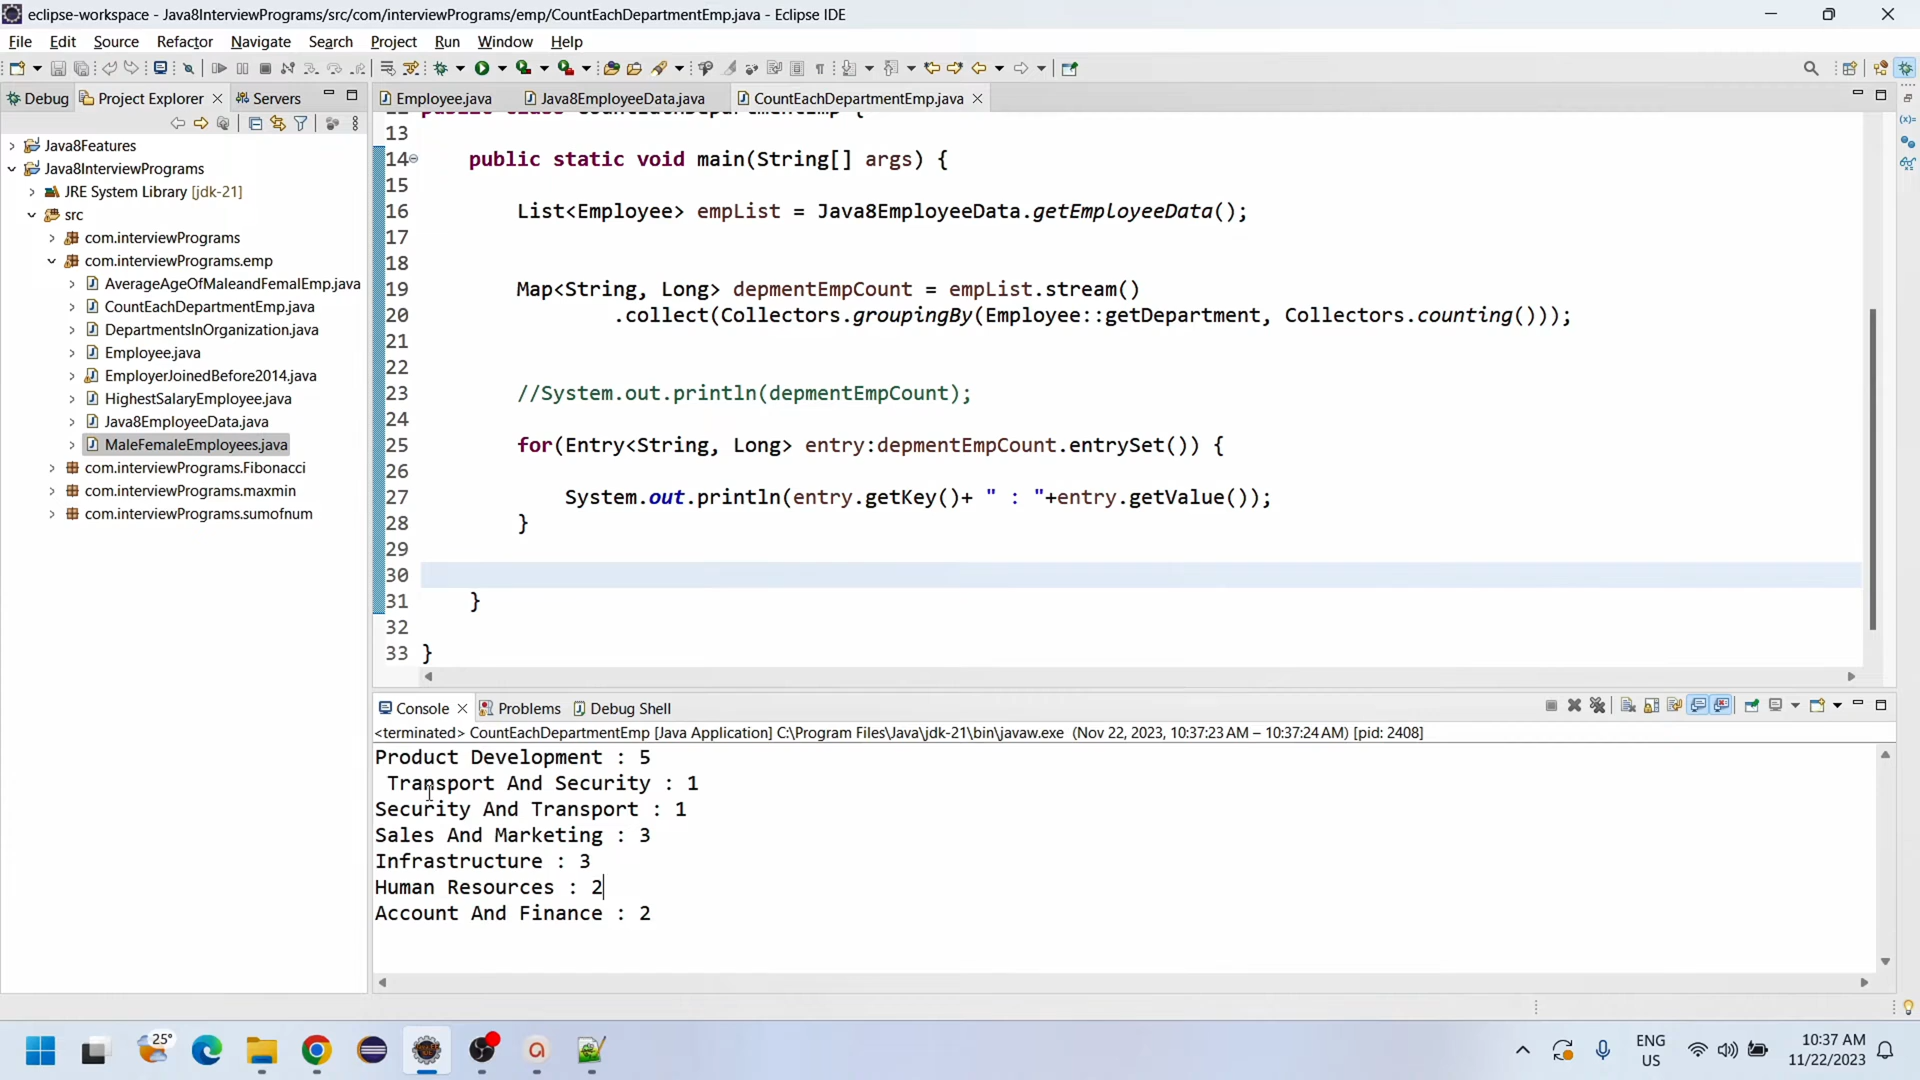 eclipse-workspace - Java8InterviewPrograms/src/com/interviewPrograms/emp/CountEachDepartmentEmp.java - Eclipse IDE
File Edit Source Refactor Navigate Search Project Run Window Help
Debug Project Explorer Servers
Employee.java Java8EmployeeData.java CountEachDepartmentEmp.java
Java8Features
Java8InterviewPrograms
JRE System Library [jdk-21]
src
com.interviewPrograms
com.interviewPrograms.emp
AverageAgeOfMaleandFemalEmp.java
CountEachDepartmentEmp.java
DepartmentsInOrganization.java
Employee.java
EmployerJoinedBefore2014.java
HighestSalaryEmployee.java
Java8EmployeeData.java
MaleFemaleEmployees.java
com.interviewPrograms.Fibonacci
com.interviewPrograms.maxmin
com.interviewPrograms.sumofnum
12 public class CountEachDepartmentEmp {
13
14 public static void main(String[] args) {
15
16 List<Employee> empList = Java8EmployeeData.getEmployeeData();
17
18
19 Map<String, Long> depmentEmpCount = empList.stream()
20 .collect(Collectors.groupingBy(Employee::getDepartment, Collectors.counting()));
21
22
23 //System.out.println(depmentEmpCount);
24
25 for(Entry<String, Long> entry:depmentEmpCount.entrySet()) {
26
27 System.out.println(entry.getKey()+ " : "+entry.getValue());
28 }
29
30
31 }
32
33 }
Console Problems Debug Shell
<terminated> CountEachDepartmentEmp [Java Application] C:\Program Files\Java\jdk-21\bin\javaw.exe (Nov 22, 2023, 10:37:23 AM – 10:37:24 AM) [pid: 2408]
Product Development : 5
 Transport And Security : 1
Security And Transport : 1
Sales And Marketing : 3
Infrastructure : 3
Human Resources : 2
Account And Finance : 2
25°
ENG
US
10:37 AM
11/22/2023